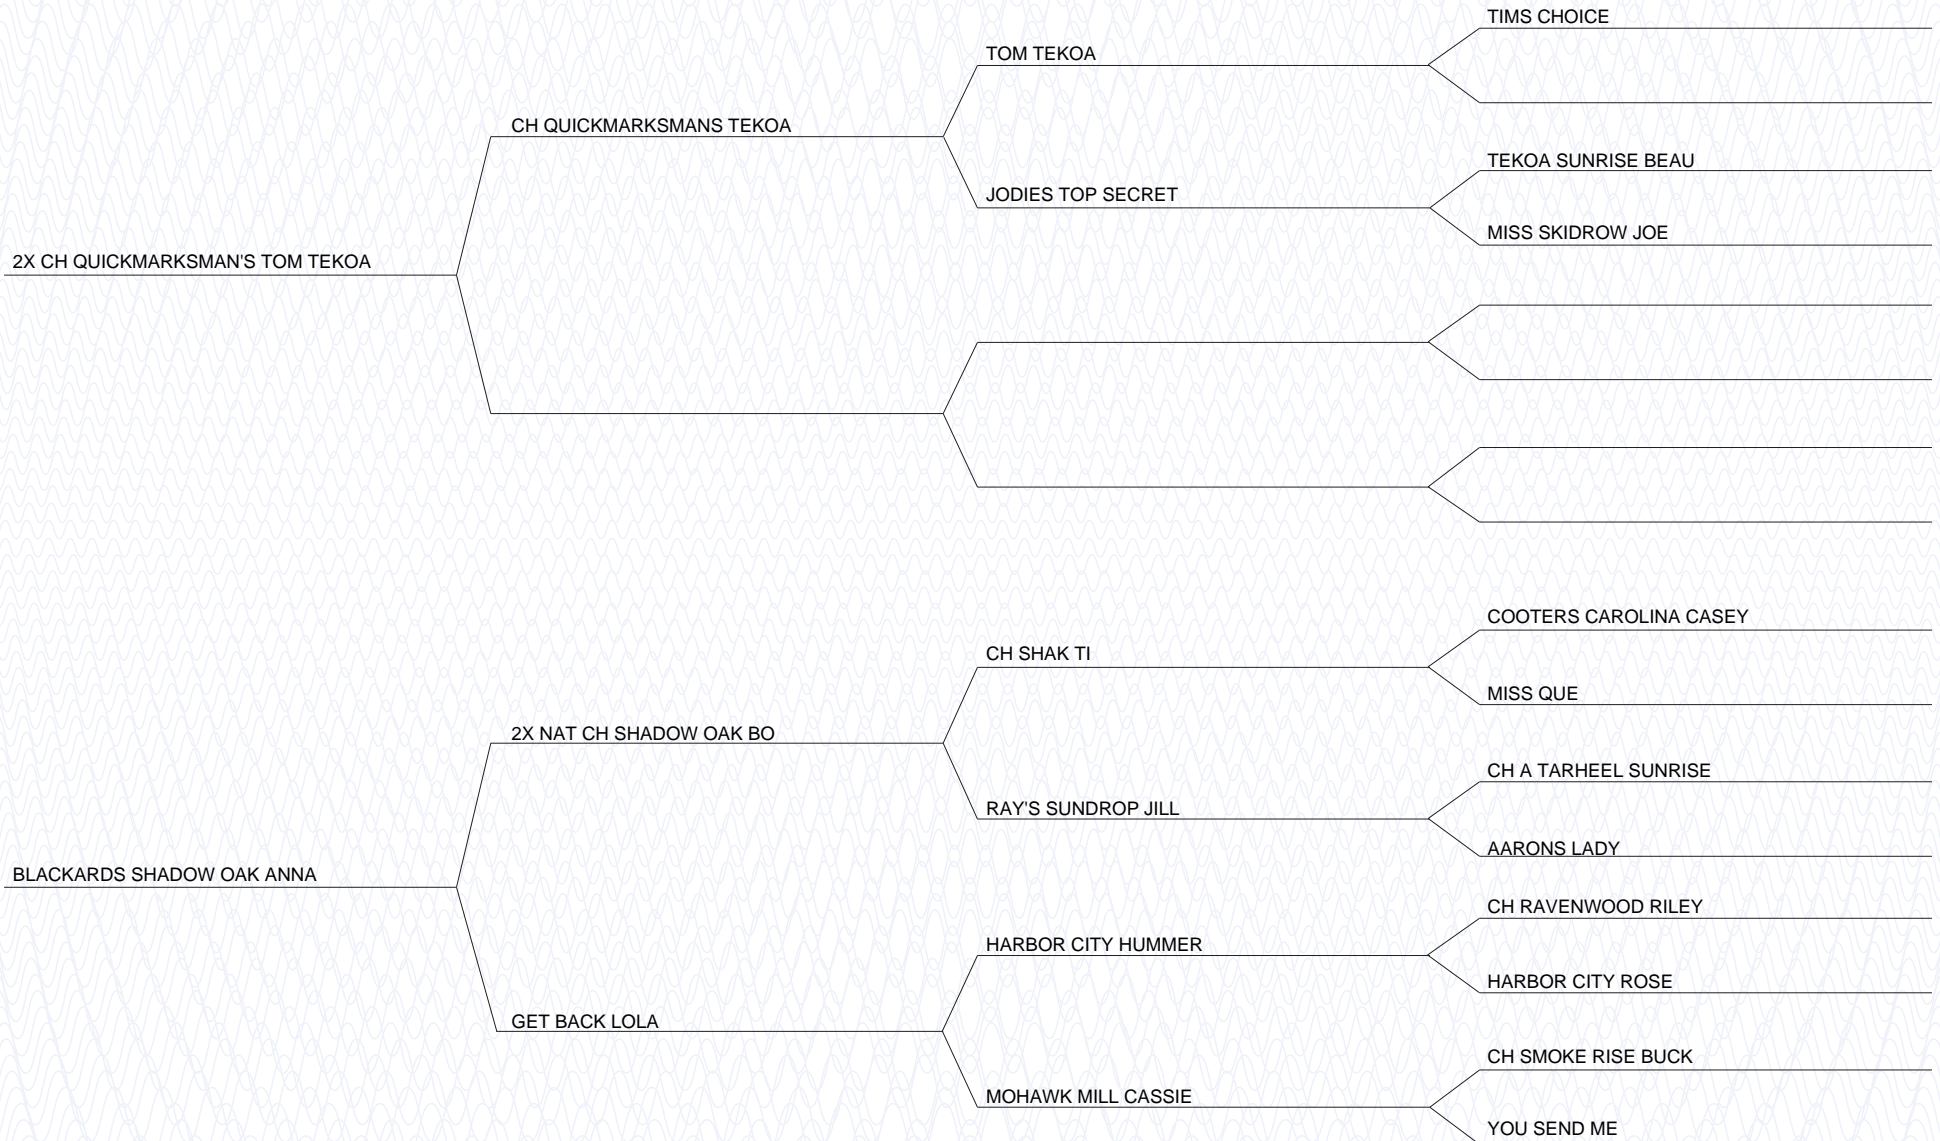 TIMS CHOICE
TOM TEKOA
CH QUICKMARKSMANS TEKOA
TEKOA SUNRISE BEAU
JODIES TOP SECRET
MISS SKIDROW JOE
2X CH QUICKMARKSMAN'S TOM TEKOA
COOTERS CAROLINA CASEY
CH SHAK TI
MISS QUE
2X NAT CH SHADOW OAK BO
CH A TARHEEL SUNRISE
RAY'S SUNDROP JILL
AARONS LADY
BLACKARDS SHADOW OAK ANNA
CH RAVENWOOD RILEY
HARBOR CITY HUMMER
HARBOR CITY ROSE
GET BACK LOLA
CH SMOKE RISE BUCK
MOHAWK MILL CASSIE
YOU SEND ME